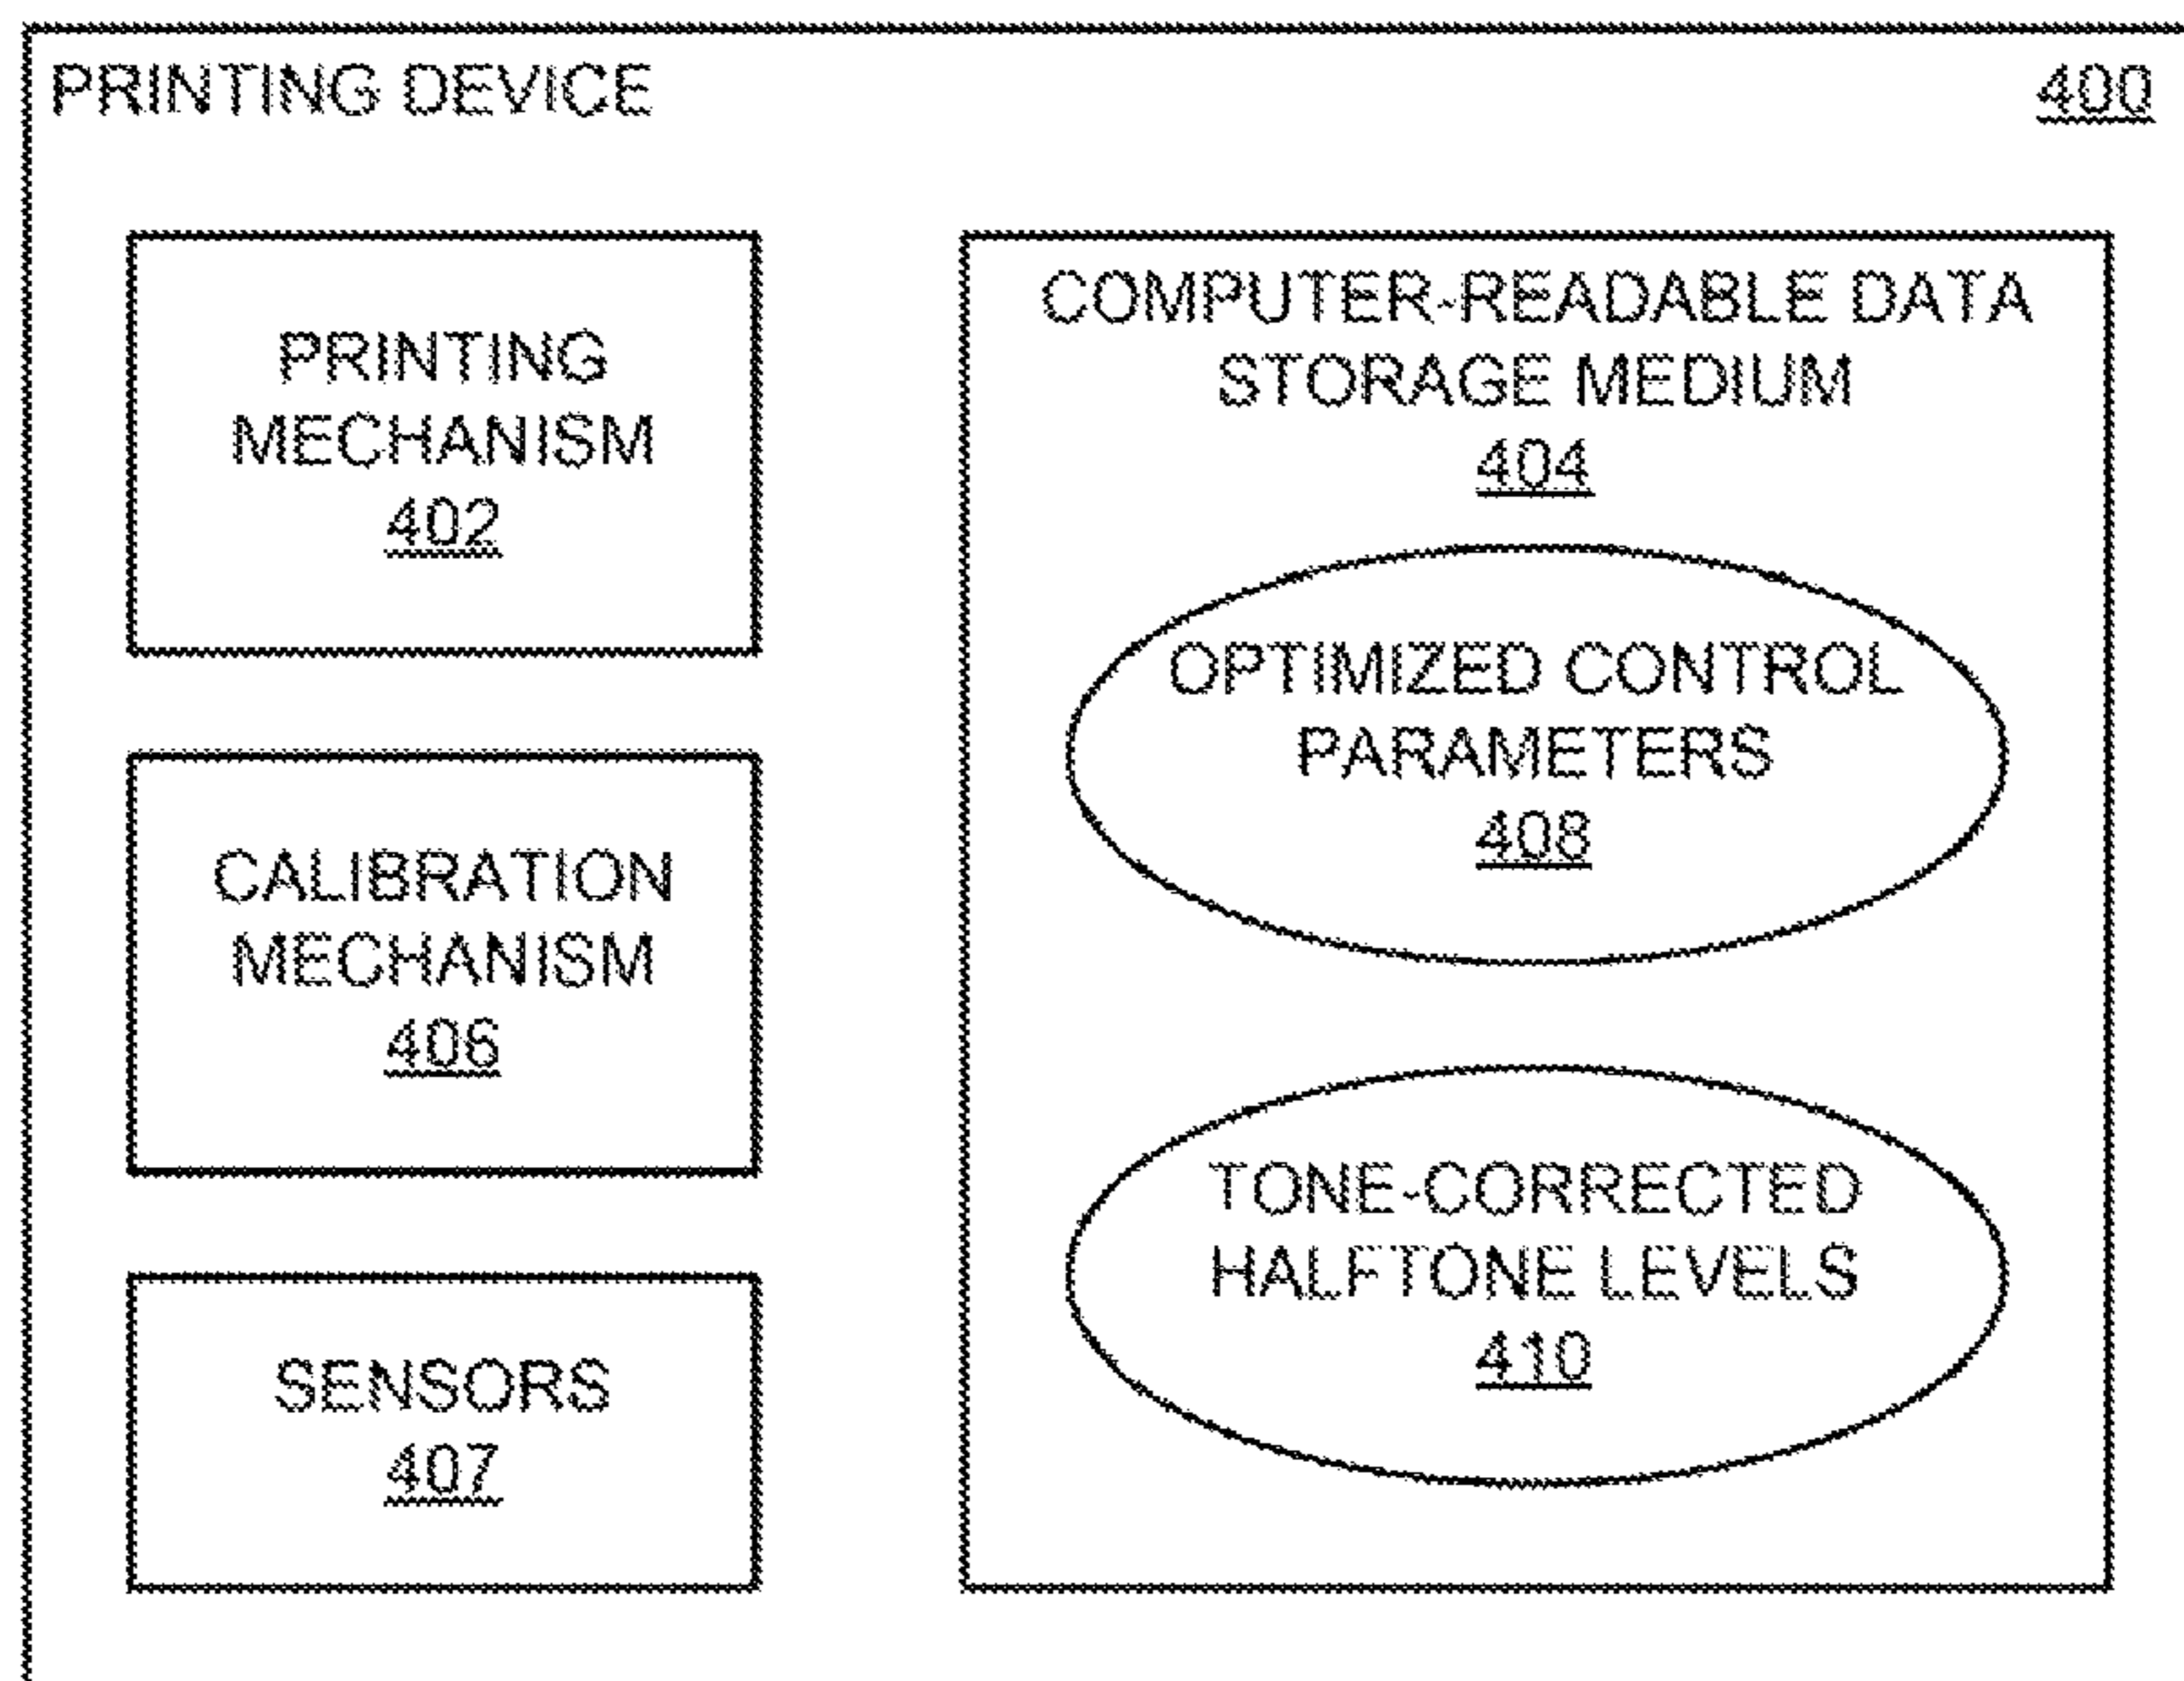 PRINTING DEVICE
400
PRINTING
MECHANISM
402
CALIBRATION
MECHANISM
406
SENSORS
407
COMPUTER-READABLE DATA
STORAGE MEDIUM
404
OPTIMIZED CONTROL
PARAMETERS
408
TONE-CORRECTED
HALFTONE LEVELS
410